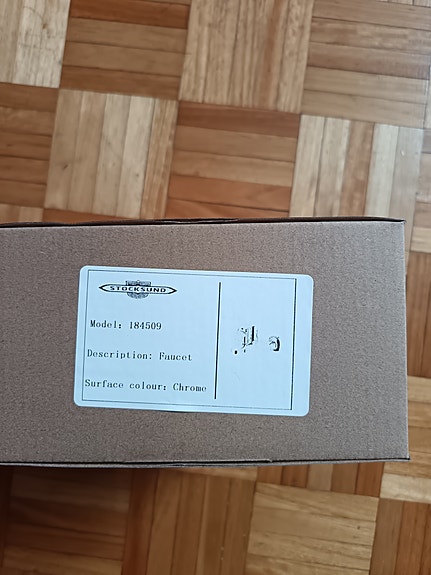 STOCKSUND
Model: 184509
Description: Faucet
Surface colour: Chrome